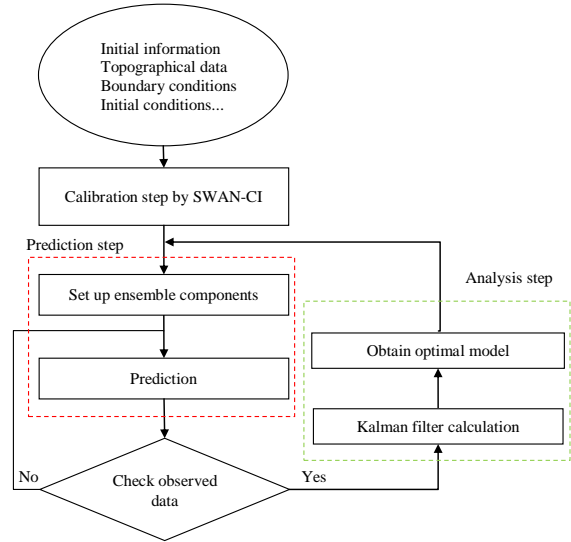 Initial information
Topographical data
Boundary conditions
Initial conditions...
Calibration step by SWAN-CI
Prediction step
Set up ensemble components
Analysis step
Obtain optimal model
Prediction
Kalman filter calculation
No
Check observed
data
Yes